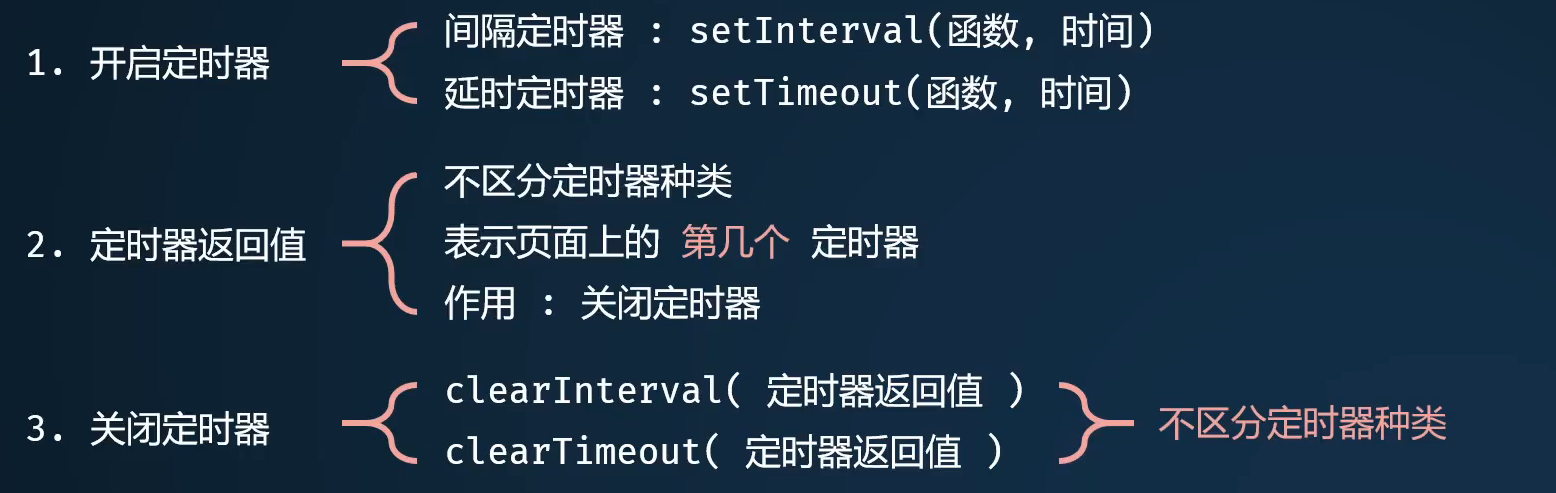 1. 开启定时器
间隔定时器 : setInterval(函数, 时间)
延时定时器 : setTimeout(函数, 时间)
2. 定时器返回值
不区分定时器种类
表示页面上的 第几个 定时器
作用 : 关闭定时器
3. 关闭定时器
clearInterval( 定时器返回值 )
clearTimeout( 定时器返回值 )
不区分定时器种类